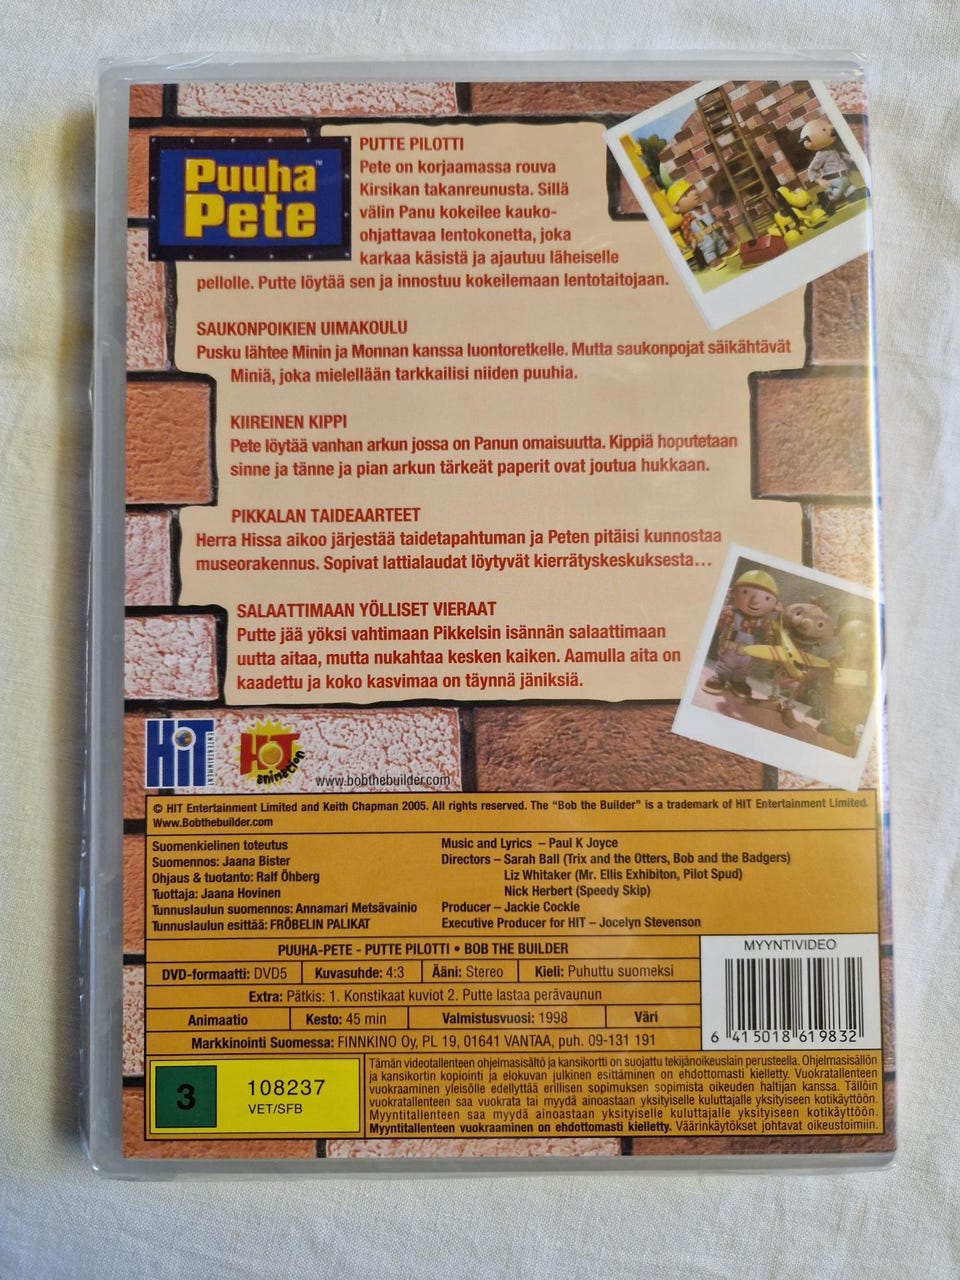 Puuha™
Pete
PUTTE PILOTTI
Pete on korjaamassa rouva
Kirsikan takanreunusta. Sillä
välin Panu kokeilee kauko-
ohjattavaa lentokonetta, joka
karkaa käsistä ja ajautuu läheiselle
pellolle. Putte löytää sen ja innostuu kokeilemaan lentotaitojaan.
SAUKONPOIKIEN UIMAKOULU
Pusku lähtee Minin ja Monnan kanssa luontoretkelle. Mutta saukonpojat säikähtävät
Miniä, joka mielellään tarkkailisi niiden puuhia.
KIIREINEN KIPPI
Pete löytää vanhan arkun jossa on Panun omaisuutta. Kippiä hoputetaan
sinne ja tänne ja pian arkun tärkeät paperit ovat joutua hukkaan.
PIKKALAN TAIDEAARTEET
Herra Hissa aikoo järjestää taidetapahtuman ja Peten pitäisi kunnostaa
museorakennus. Sopivat lattialaudat löytyvät kierrätyskeskuksesta...
SALAATTIMAAN YÖLLISET VIERAAT
Putte jää yöksi vahtimaan Pikkelsin isännän salaattimaan
uutta aitaa, mutta nukahtaa kesken kaiken. Aamulla aita on
kaadettu ja koko kasvimaa on täynnä jäniksiä.
HiT ENTERTAINMENT
HOT animation
www.bobthebuilder.com
© HIT Entertainment Limited and Keith Chapman 2005. All rights reserved. The “Bob the Builder” is a trademark of HIT Entertainment Limited.
Www.Bobthebuilder.com
Suomenkielinen toteutus
Suomennos: Jaana Bister
Ohjaus & tuotanto: Ralf Öhberg
Tuottaja: Jaana Hovinen
Tunnuslaulun suomennos: Annamari Metsävainio
Tunnuslaulun esittää: FRÖBELIN PALIKAT
Music and Lyrics – Paul K Joyce
Directors – Sarah Ball (Trix and the Otters, Bob and the Badgers)
Liz Whitaker (Mr. Ellis Exhibiton, Pilot Spud)
Nick Herbert (Speedy Skip)
Producer – Jackie Cockle
Executive Producer for HIT – Jocelyn Stevenson
PUUHA-PETE - PUTTE PILOTTI • BOB THE BUILDER
DVD-formaatti: DVD5 Kuvasuhde: 4:3 Ääni: Stereo Kieli: Puhuttu suomeksi
Extra: Pätkis: 1. Konstikaat kuviot 2. Putte lastaa perävaunun
Animaatio Kesto: 45 min Valmistusvuosi: 1998 Väri
Markkinointi Suomessa: FINNKINO Oy, PL 19, 01641 VANTAA, puh. 09-131 191
MYYNTIVIDEO
6 415018 619832
3
108237
VET/SFB
Tämän videotallenteen ohjelmasisältö ja kansikortti on suojattu tekijänoikeuslain perusteella. Ohjelmasisällön
ja kansikortin kopiointi ja elokuvan julkinen esittäminen on ehdottomasti kielletty. Vuokratallenteen
vuokraaminen yleisölle edellyttää erillisen sopimuksen sopimista oikeuden haltijan kanssa. Tällöin
vuokratallenteen saa vuokrata tai myydä ainoastaan yksityiselle kuluttajalle yksityiseen kotikäyttöön.
Myyntitallenteen saa myydä ainoastaan yksityiselle kuluttajalle yksityiseen kotikäyttöön.
Myyntitallenteen vuokraaminen on ehdottomasti kielletty. Väärinkäytökset johtavat oikeustoimiin.